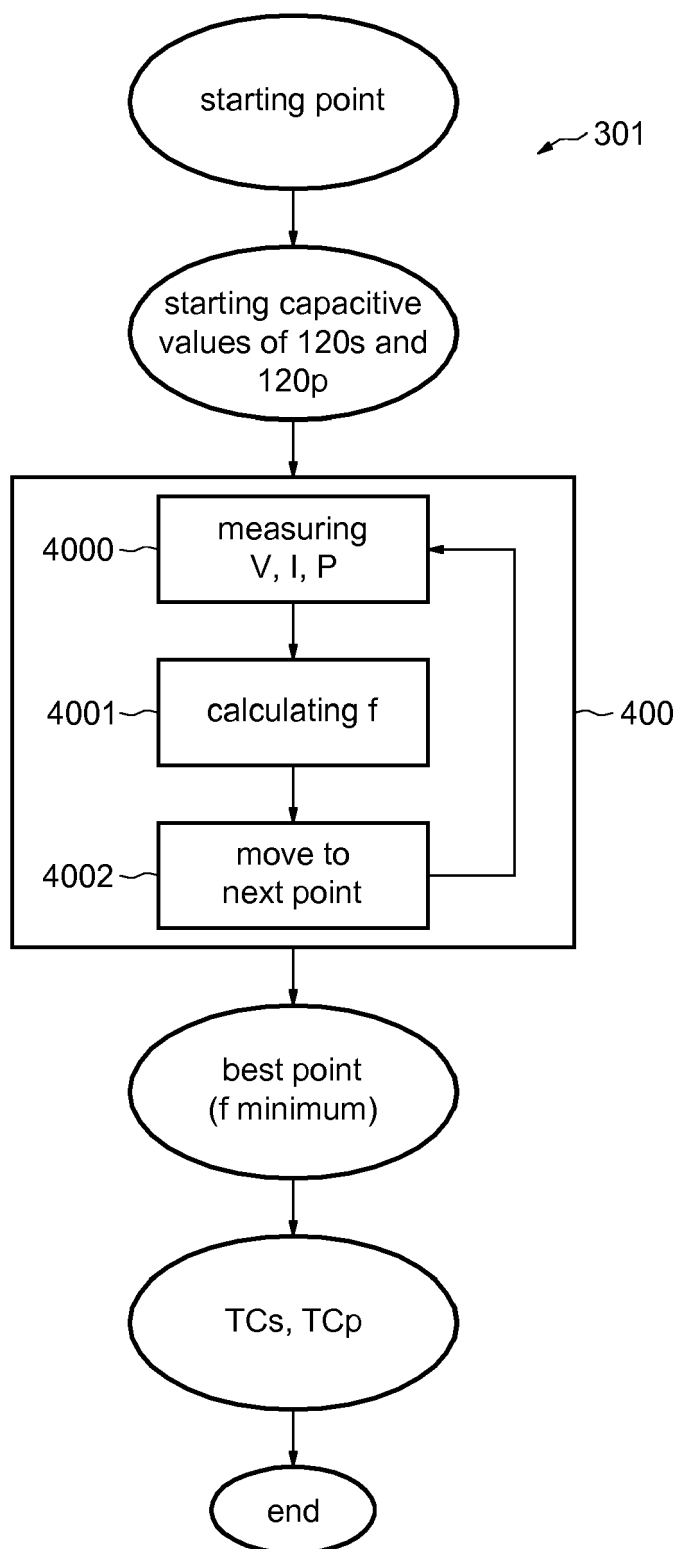 starting point
301
starting capacitive
values of 120s and
120p
4000
measuring
V, I, P
4001
calculating f
400
4002
move to
next point
best point
(f minimum)
TCs, TCp
end